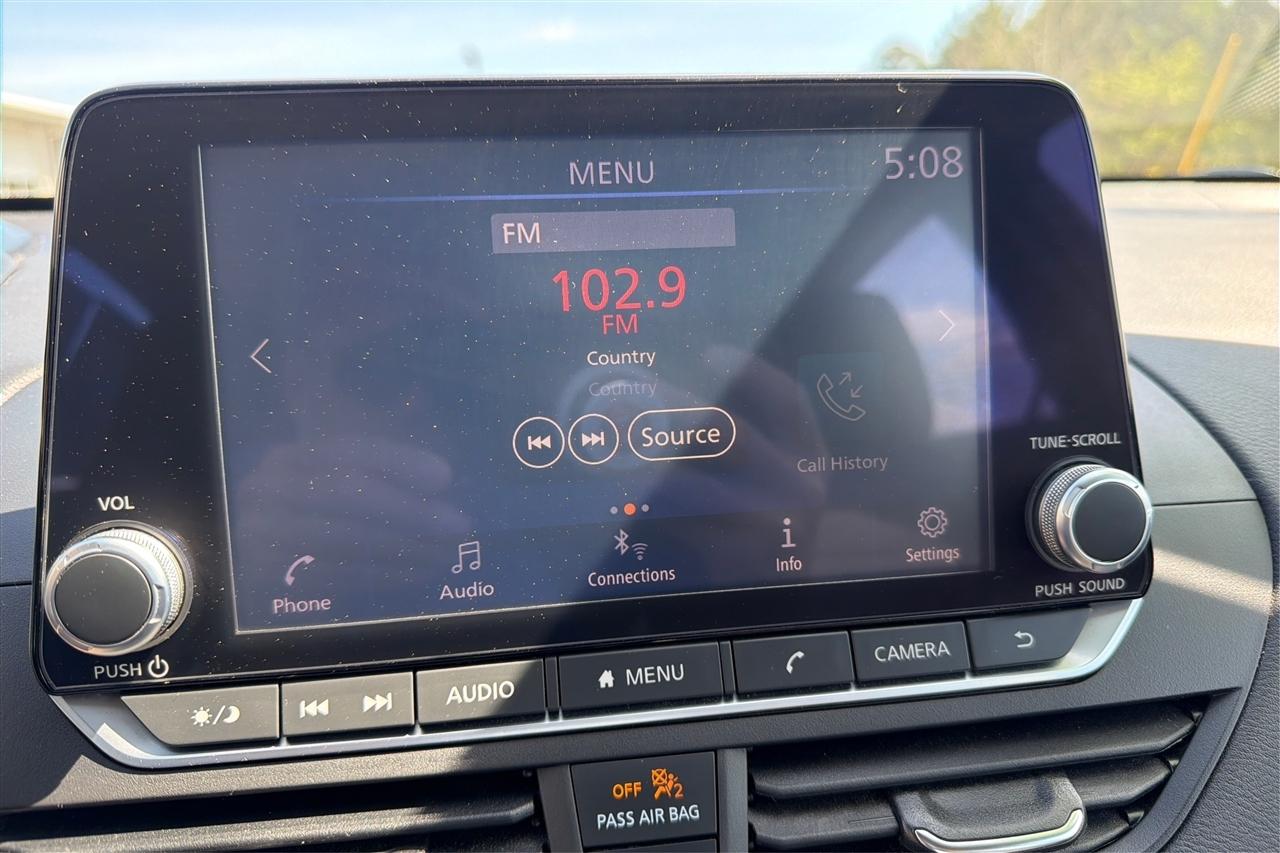 MENU
5:08
FM
102.9
FM
Country
Country
Source
Call History
Phone
Audio
Connections
Info
Settings
VOL
PUSH
TUNE-SCROLL
PUSH SOUND
AUDIO
MENU
CAMERA
OFF 2
PASS AIR BAG